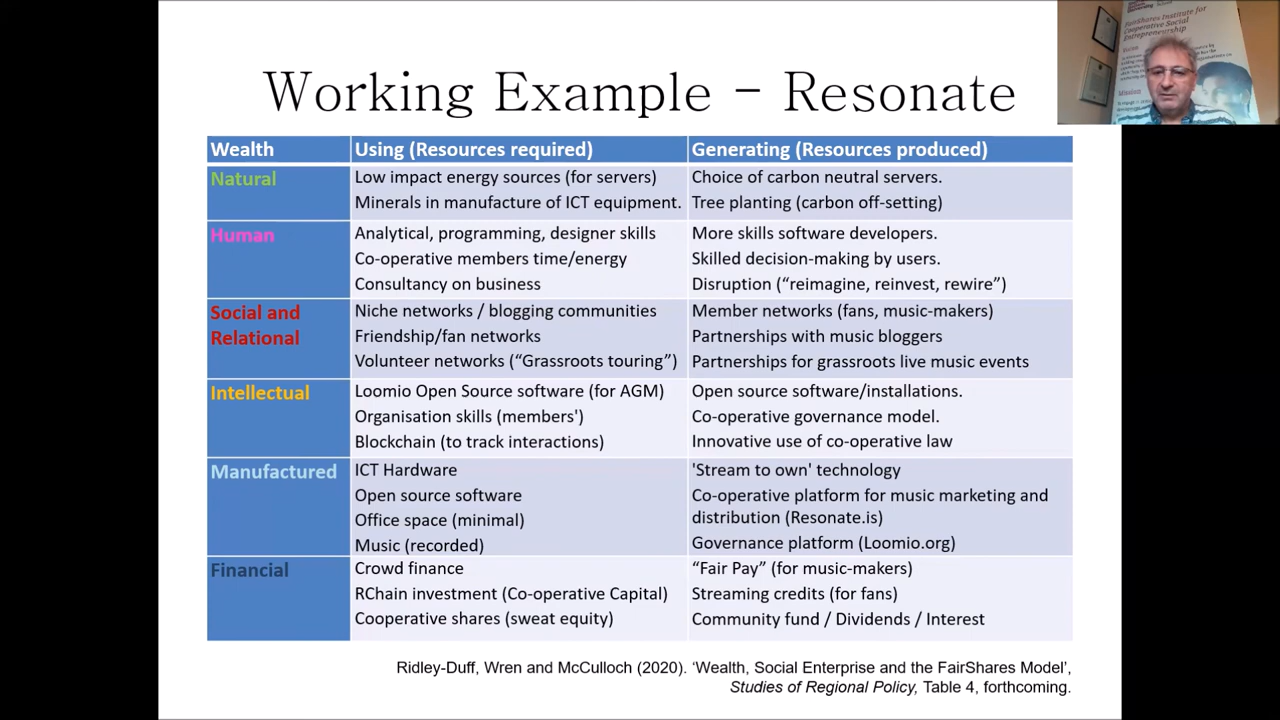 FairShares Institute for
Cooperative Social
Entrepreneurship
Working Example – Resonate
Wealth Using (Resources required) Generating (Resources produced)
Natural Low impact energy sources (for servers) Choice of carbon neutral servers.
Minerals in manufacture of ICT equipment. Tree planting (carbon off-setting)
Human Analytical, programming, designer skills More skills software developers.
Co-operative members time/energy Skilled decision-making by users.
Consultancy on business Disruption (“reimagine, reinvest, rewire”)
Social and Niche networks / blogging communities Member networks (fans, music-makers)
Relational Friendship/fan networks Partnerships with music bloggers
Volunteer networks (“Grassroots touring”) Partnerships for grassroots live music events
Intellectual Loomio Open Source software (for AGM) Open source software/installations.
Organisation skills (members') Co-operative governance model.
Blockchain (to track interactions) Innovative use of co-operative law
Manufactured ICT Hardware 'Stream to own' technology
Open source software Co-operative platform for music marketing and
Office space (minimal) distribution (Resonate.is)
Music (recorded) Governance platform (Loomio.org)
Financial Crowd finance “Fair Pay” (for music-makers)
RChain investment (Co-operative Capital) Streaming credits (for fans)
Cooperative shares (sweat equity) Community fund / Dividends / Interest
Ridley-Duff, Wren and McCulloch (2020). ‘Wealth, Social Enterprise and the FairShares Model’,
Studies of Regional Policy, Table 4, forthcoming.